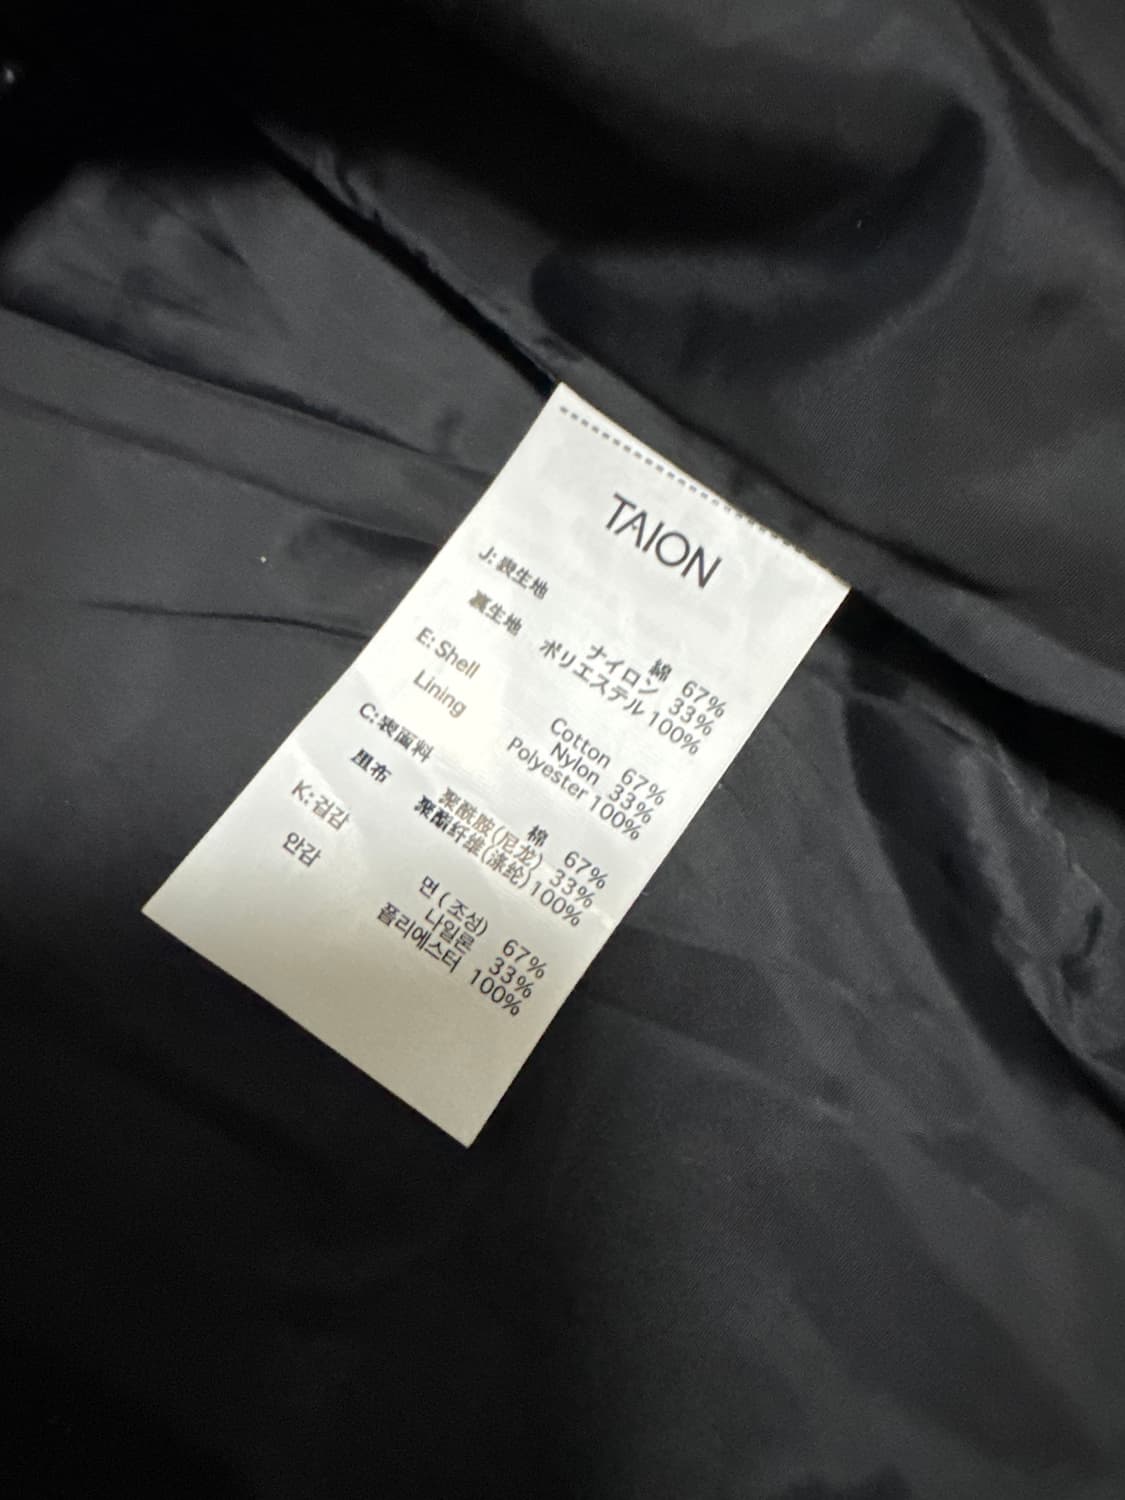 TAION
J: 表生地 綿 67%
ナイロン 33%
裏生地 ポリエステル 100%
E: Shell Cotton 67%
Nylon 33%
Lining Polyester 100%
C: 表面料 棉 67%
聚酰胺(尼龙) 33%
里布 聚酯纤维(涤纶) 100%
K: 겉감 면 (조성) 67%
나일론 33%
안감 폴리에스터 100%